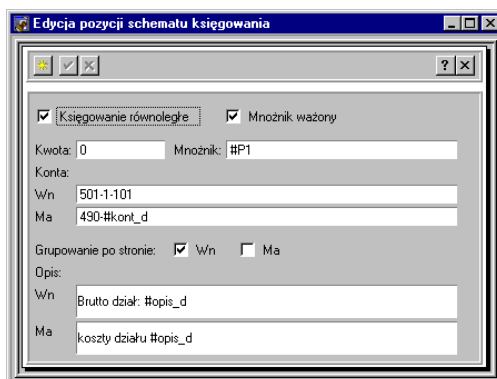 Edycja pozycji schematu księgowania
?
Księgowanie równoległe Mnożnik ważony
Kwota: 0 Mnożnik: #P1
Konta:
Wn 501-1-101
Ma 490-#kont_d
Grupowanie po stronie: Wn Ma
Opis:
Wn Brutto dział: #opis_d
Ma koszty działu #opis_d